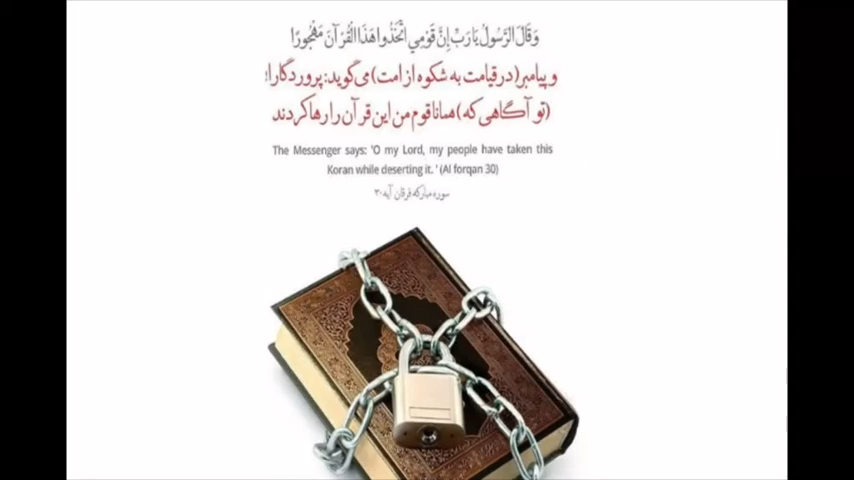 وَقَالَ الرَّسُولُ يَا رَبِّ إِنَّ قَوْمِي اتَّخَذُوا هَذَا الْقُرْآنَ مَهْجُورًا
و پیامبر(در قیامت به شکوه از امت) می‌گوید: پروردگارا؛
(تو آگاهی که) همانا قوم من این قرآن را رها کردند
The Messenger says: 'O my Lord, my people have taken this
Koran while deserting it. ' (Al forqan 30)
سوره مبارکه فرقان آیه ۳۰